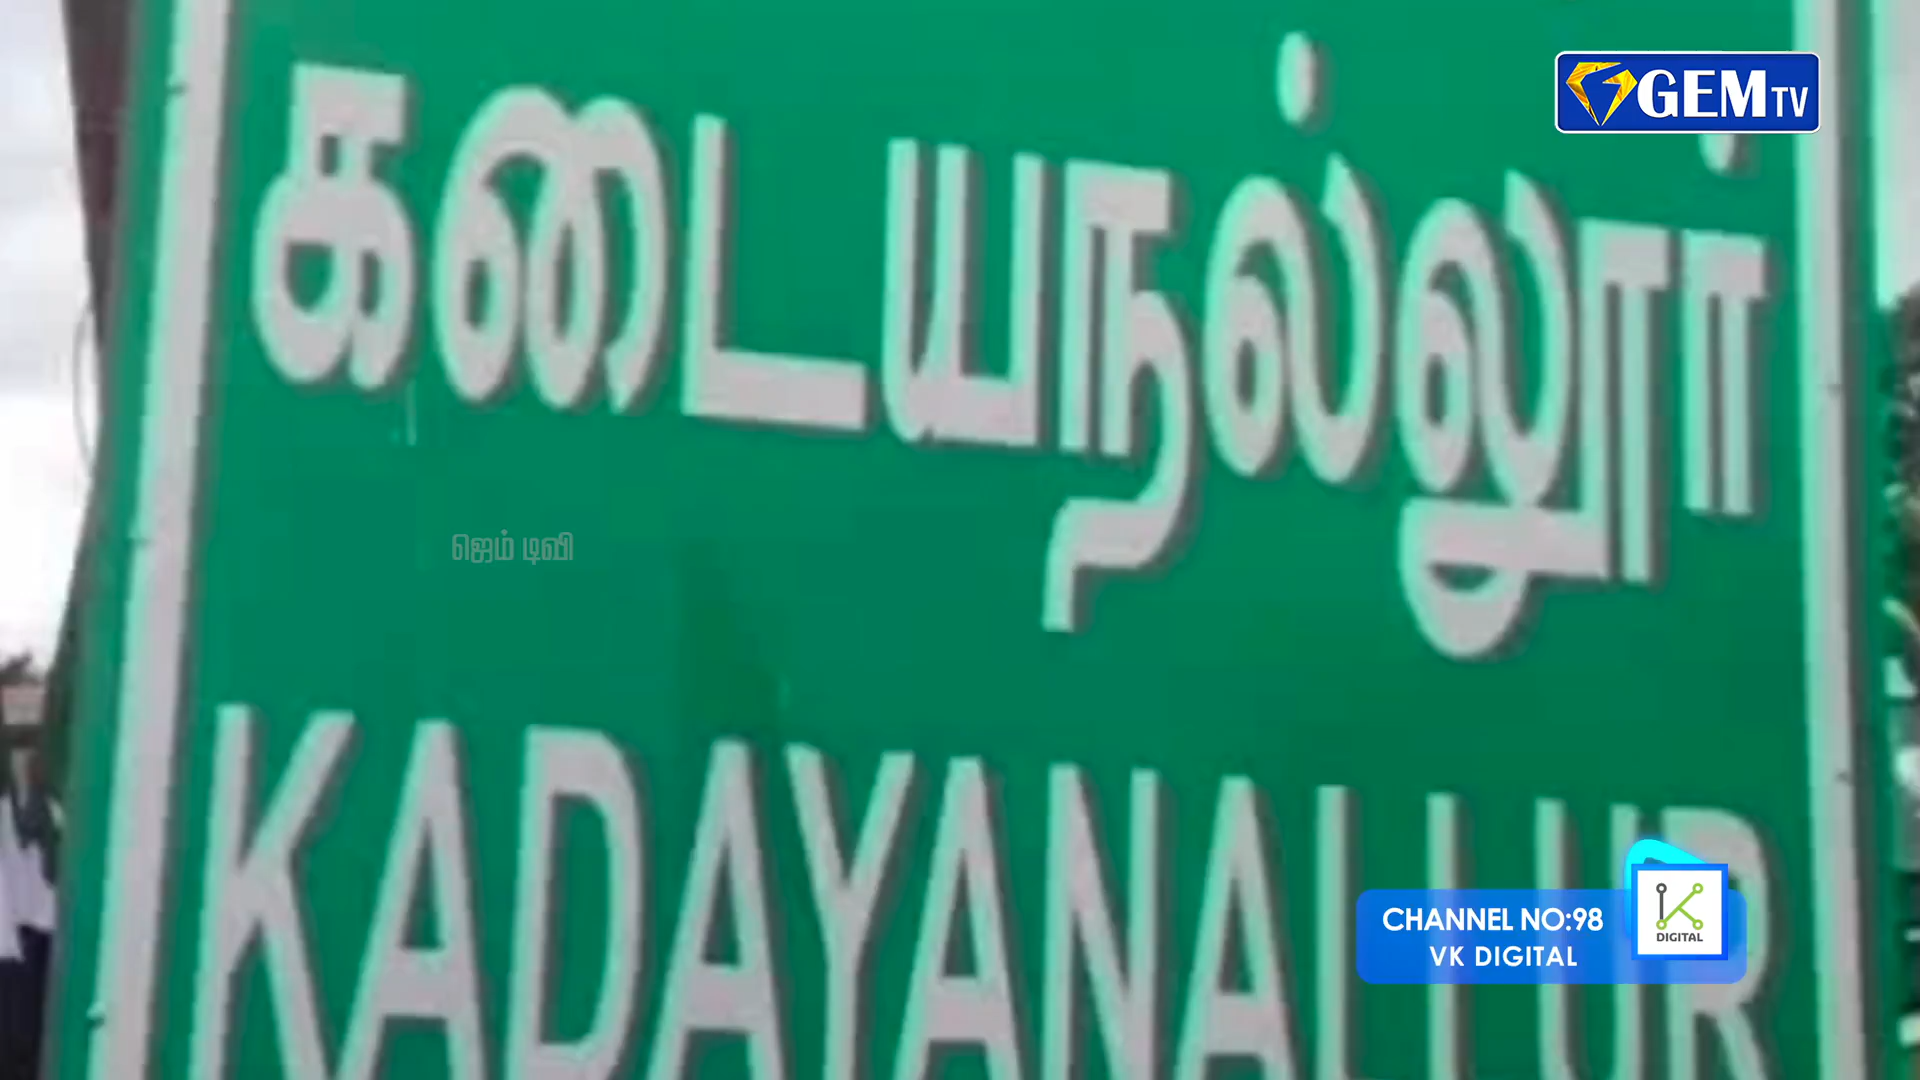 GEM TV
கடையநல்லூர்
ஜெம் டிவி
KADAYANALLUR
CHANNEL NO:98
VK DIGITAL
K
DIGITAL